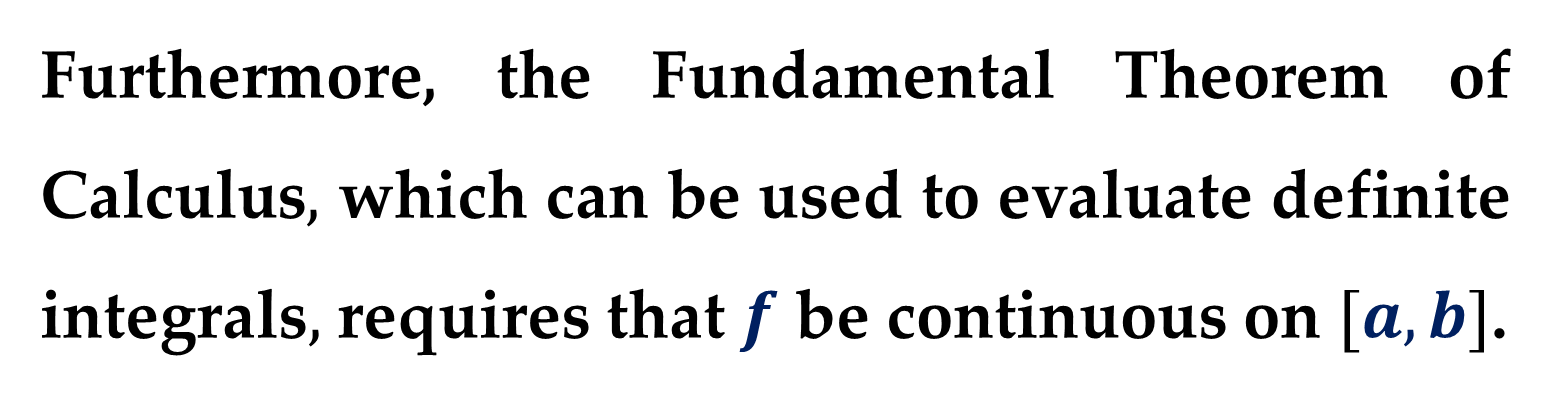 Furthermore, the Fundamental Theorem of
Calculus, which can be used to evaluate definite
integrals, requires that f be continuous on [a, b].